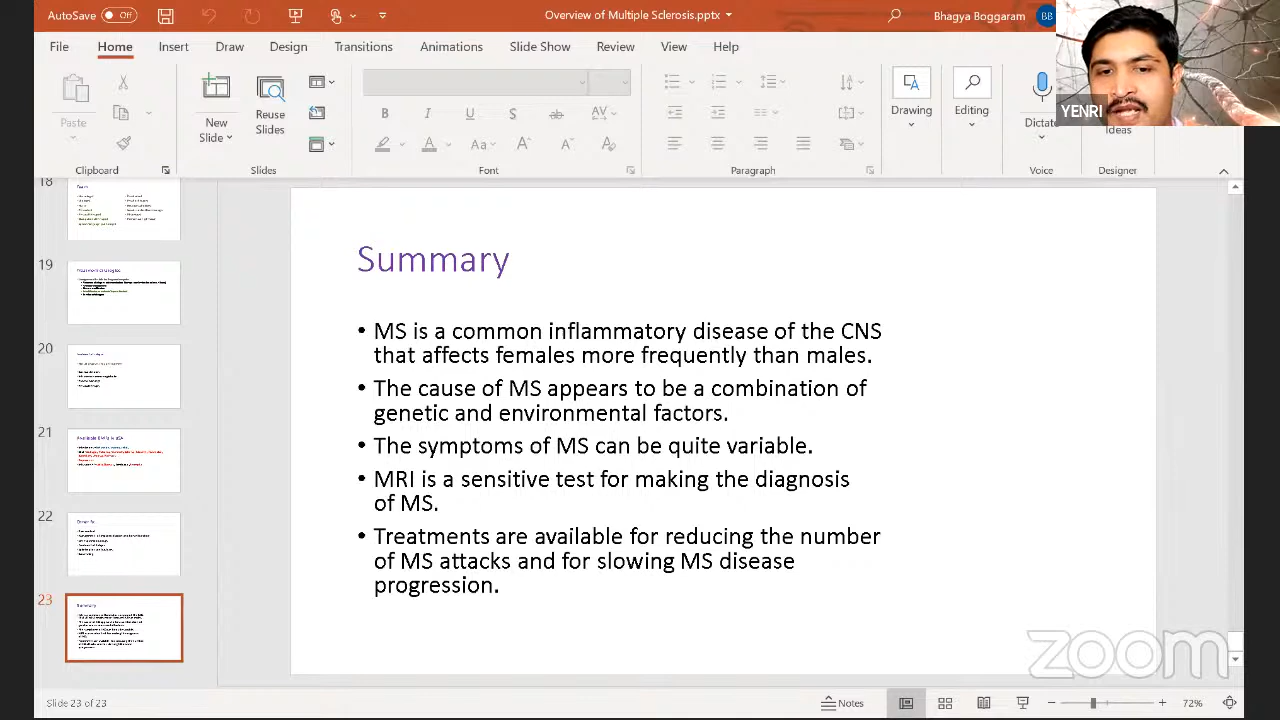 AutoSave Off
Overview of Multiple Sclerosis.pptx
Bhagya Boggaram BB
File Home Insert Draw Design Transitions Animations Slide Show Review View Help
Paste
New Slide
Reuse Slides
Drawing
Editing
Dictate
Ideas
YENRI
Clipboard Slides Font Paragraph Voice Designer
18
19
20
21
22
23
Summary
Summary
• MS is a common inflammatory disease of the CNS
that affects females more frequently than males.
• The cause of MS appears to be a combination of
genetic and environmental factors.
• The symptoms of MS can be quite variable.
• MRI is a sensitive test for making the diagnosis
of MS.
• Treatments are available for reducing the number
of MS attacks and for slowing MS disease
progression.
zoom
Slide 23 of 23
Notes
72%